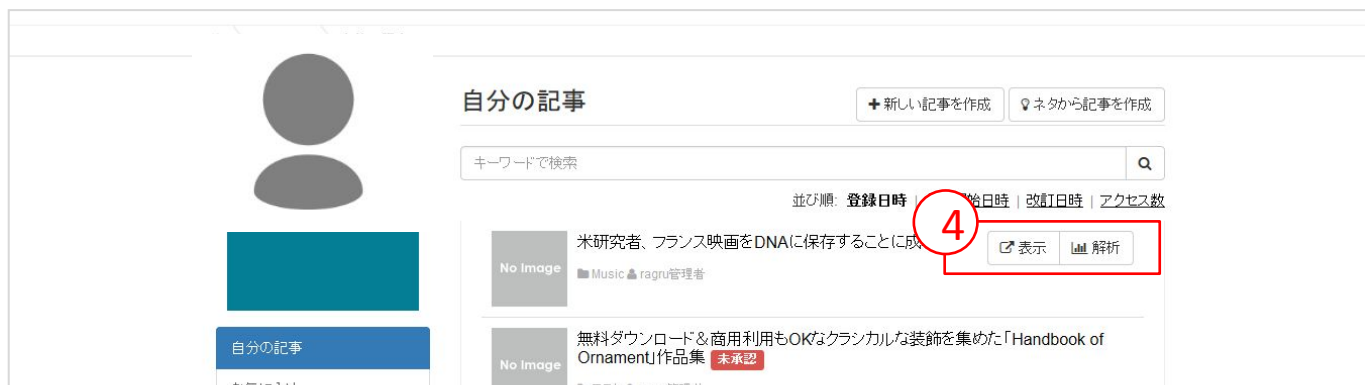 自分の記事
新しい記事を作成
ネタから記事を作成
キーワードで検索
並び順: 登録日時 | 始日時 | 改訂日時 | アクセス数
4
No Image
米研究者、フランス映画をDNAに保存することに成
表示
解析
Music ragru管理者
自分の記事
No Image
無料ダウンロード&商用利用もOKなクラシカルな装飾を集めた「Handbook of
Ornament」作品集 未承認